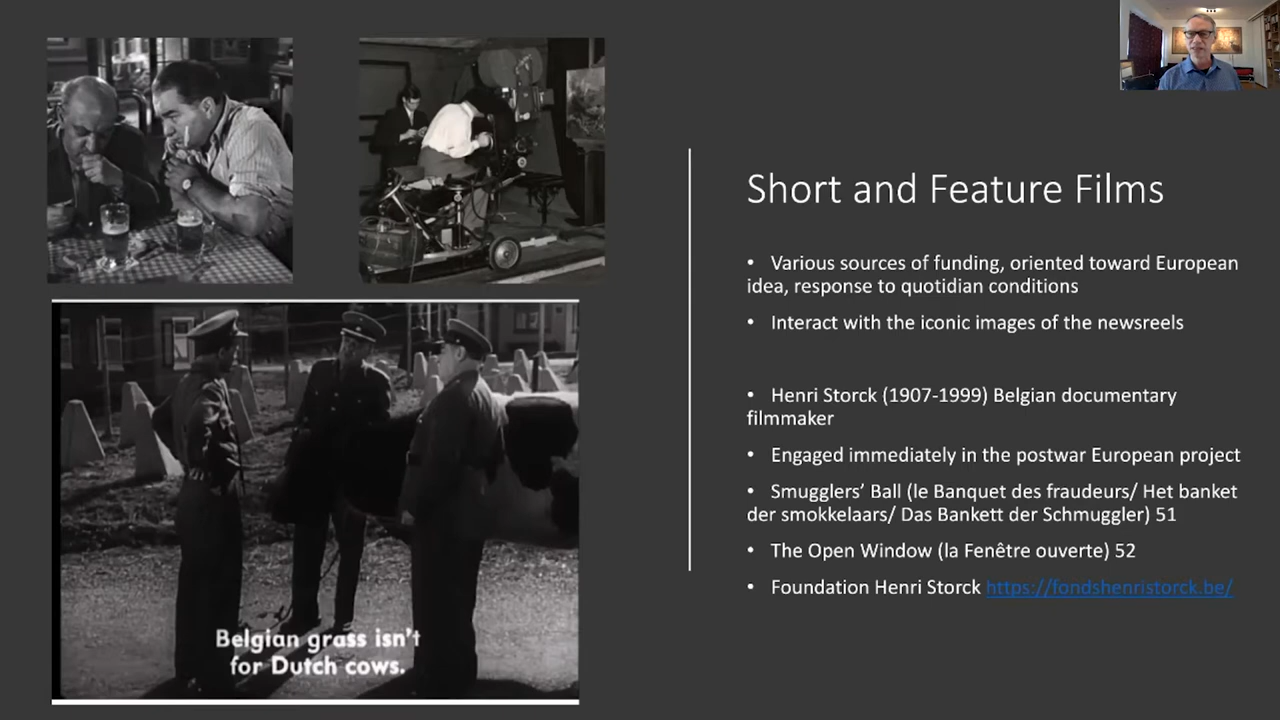 Short and Feature Films
• Various sources of funding, oriented toward European
idea, response to quotidian conditions
• Interact with the iconic images of the newsreels
• Henri Storck (1907-1999) Belgian documentary
filmmaker
• Engaged immediately in the postwar European project
• Smugglers’ Ball (le Banquet des fraudeurs/ Het banket
der smokkelaars/ Das Bankett der Schmuggler) 51
• The Open Window (la Fenêtre ouverte) 52
• Foundation Henri Storck https://fondshenristorck.be/
Belgian grass isn't
for Dutch cows.